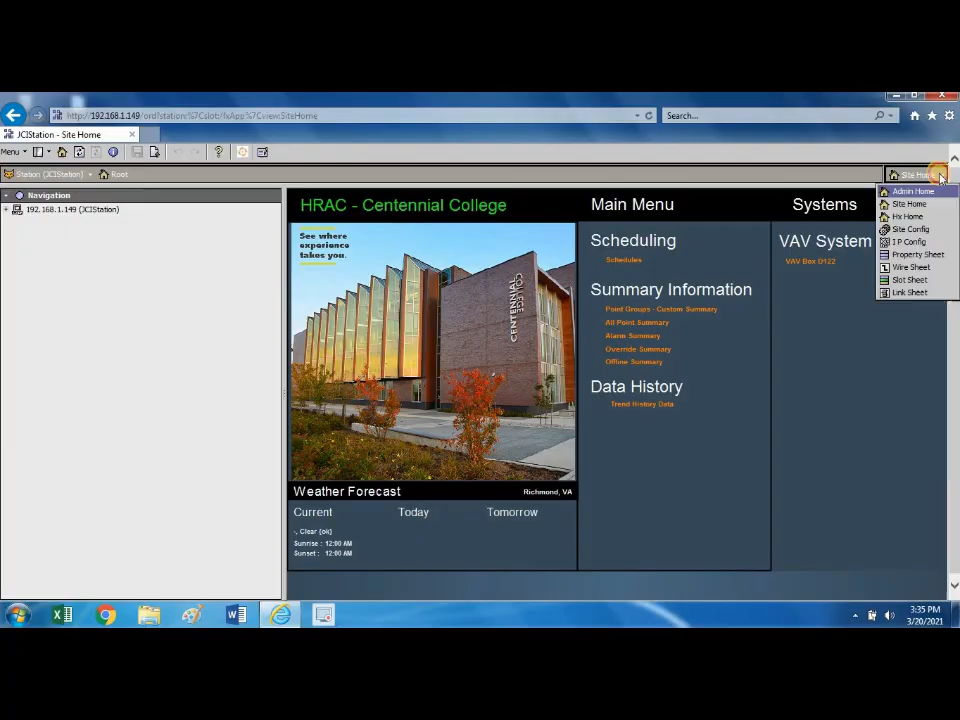 http://192.168.1.149/ord?station:%7Cslot:/fxApp%7Cview:SiteHome
Search...
JCIStation - Site Home
Menu
Station (JCIStation)
Root
Site Home
Navigation
192.168.1.149 (JCIStation)
Admin Home
Site Home
Hx Home
Site Config
IP Config
Property Sheet
Wire Sheet
Slot Sheet
Link Sheet
HRAC - Centennial College
Main Menu
Systems
See where
experience
takes you.
CENTENNIAL
COLLEGE
Scheduling
Schedules
Summary Information
Point Groups - Custom Summary
All Point Summary
Alarm Summary
Override Summary
Offline Summary
Data History
Trend History Data
VAV System
VAV Box D122
Weather Forecast
Richmond, VA
Current
Today
Tomorrow
-, Clear {ok}
Sunrise : 12:00 AM
Sunset : 12:00 AM
3:35 PM
3/20/2021